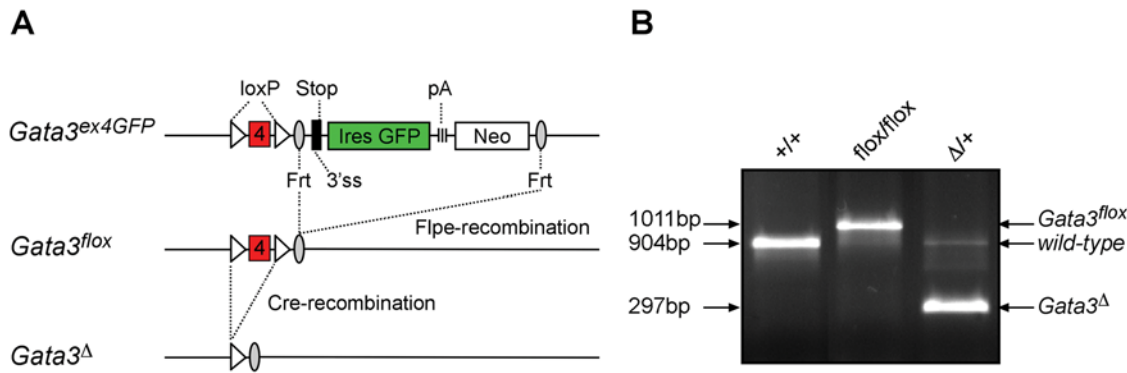 A
loxP Stop pA
Gata3ex4GFP
4 Ires GFP Neo
Frt 3'ss Frt
Flpe-recombination
Gata3flox
4
Cre-recombination
Gata3Δ
B
+/+ flox/flox Δ/+
1011bp Gata3flox
904bp wild-type
297bp Gata3Δ